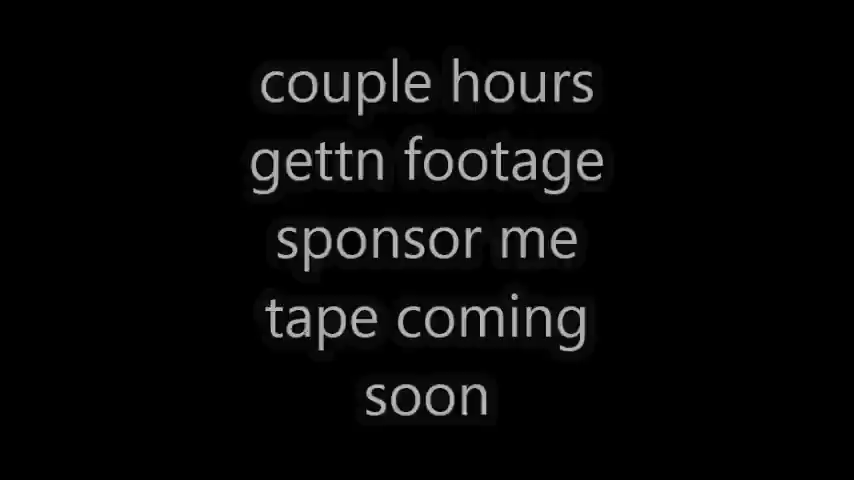 couple hours
gettn footage
sponsor me
tape coming
soon